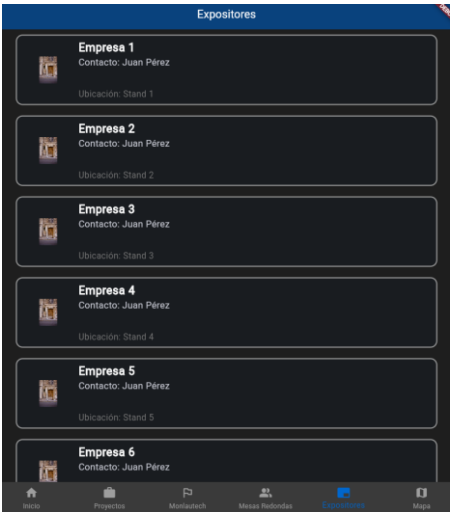 Expositores
Empresa 1
Contacto: Juan Pérez
Ubicación: Stand 1
Empresa 2
Contacto: Juan Pérez
Ubicación: Stand 2
Empresa 3
Contacto: Juan Pérez
Ubicación: Stand 3
Empresa 4
Contacto: Juan Pérez
Ubicación: Stand 4
Empresa 5
Contacto: Juan Pérez
Ubicación: Stand 5
Empresa 6
Contacto: Juan Pérez
Inicio Proyectos Monlautech Mesas Redondas Expositores Mapa